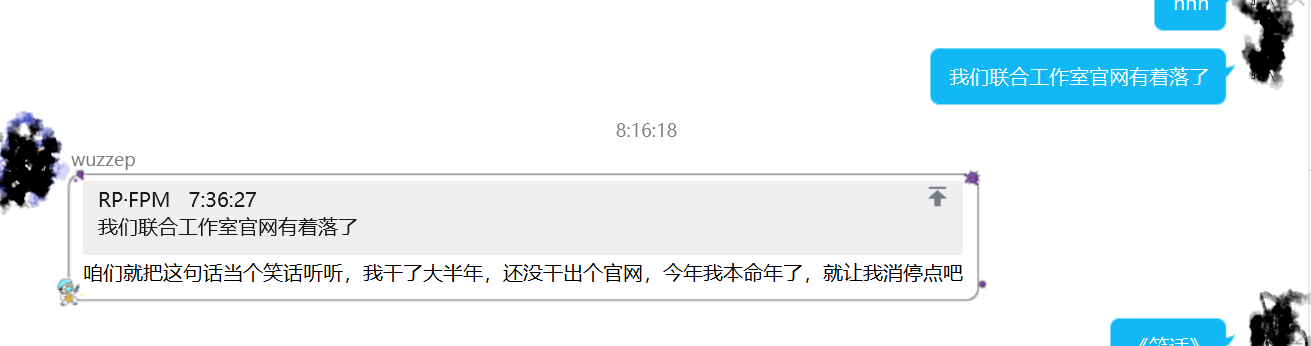 hhh
我们联合工作室官网有着落了
8:16:18
wuzzep
RP·FPM 7:36:27
我们联合工作室官网有着落了
咱们就把这句话当个笑话听听，我干了大半年，还没干出个官网，今年我本命年了，就让我消停点吧
《笑话》